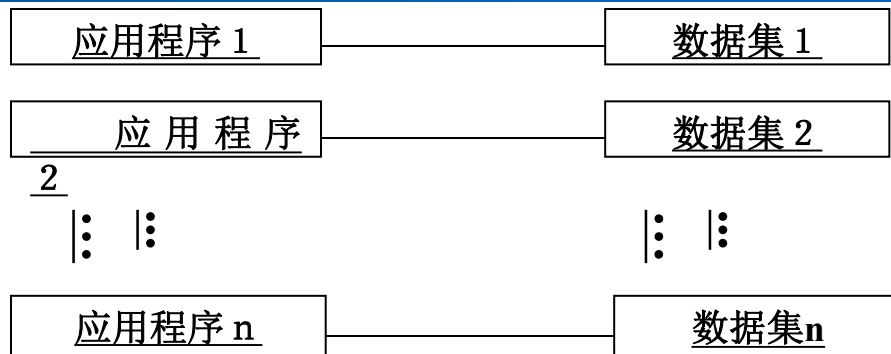 应用程序 1 数据集 1
应用程序 数据集 2
2
⋮ ⋮ ⋮ ⋮
应用程序 n 数据集n